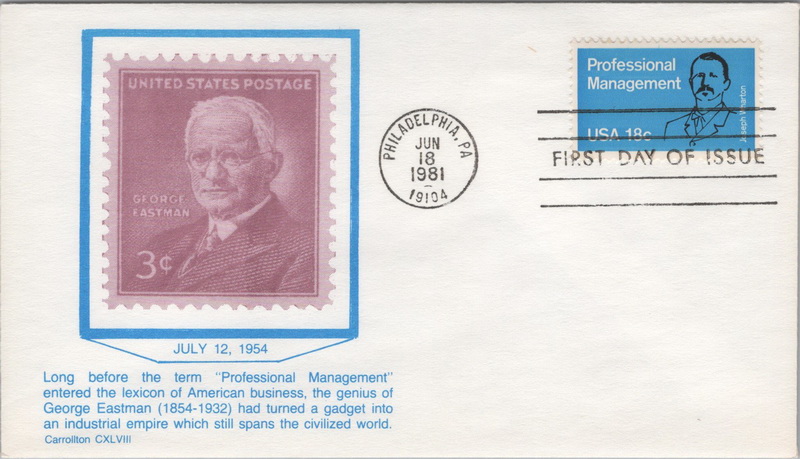 UNITED STATES POSTAGE
GEORGE
EASTMAN
3¢
JULY 12, 1954
Long before the term "Professional Management"
entered the lexicon of American business, the genius of
George Eastman (1854-1932) had turned a gadget into
an industrial empire which still spans the civilized world.
Carrollton CXLVIII
PHILADELPHIA, PA
JUN
18
1981
19104
Professional
Management
Joseph Wharton
USA 18c
FIRST DAY OF ISSUE